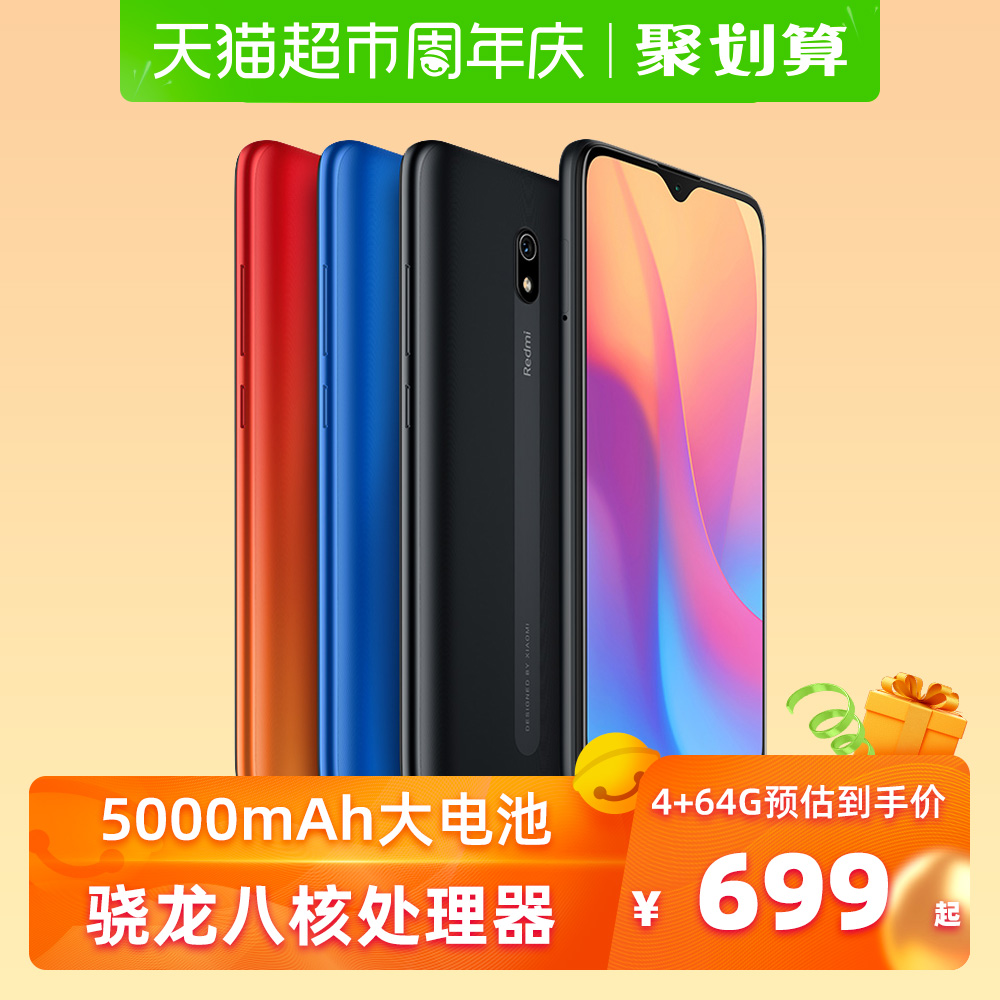 天猫超市周年庆 | 聚划算
Redmi
DESIGNED BY XIAOMI
5000mAh大电池
骁龙八核处理器
4+64G预估到手价
¥ 699 起